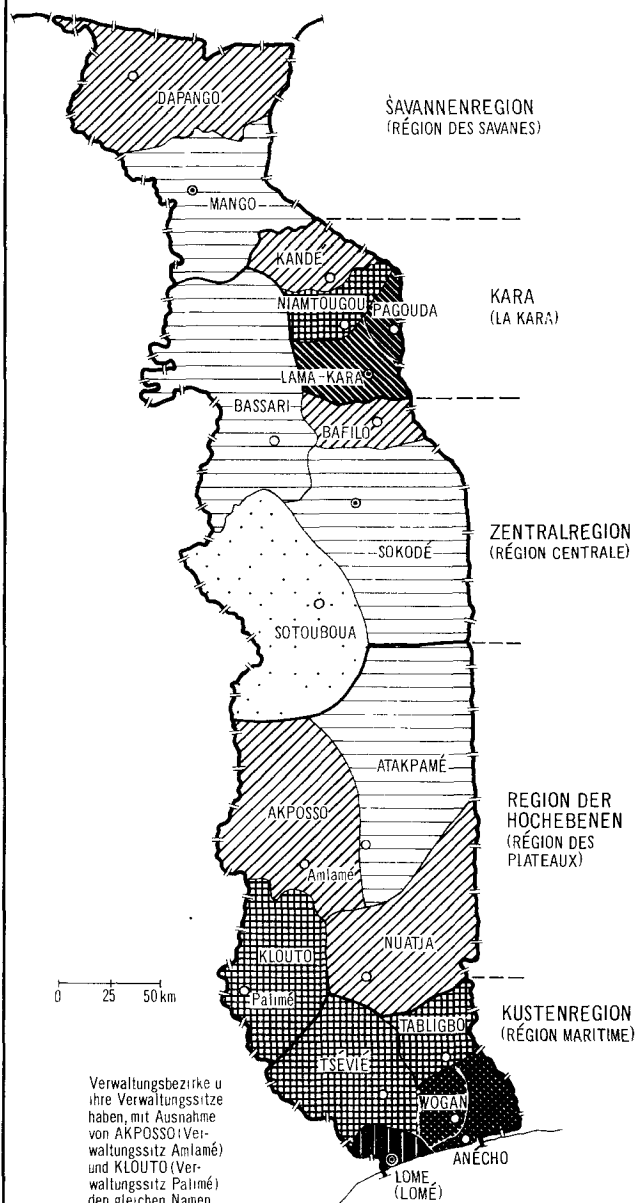 DAPANGO
SAVANNENREGION
(RÉGION DES SAVANES)
MANGO
KANDÉ
NIAMTOUGOU
PAGOUDA
KARA
(LA KARA)
LAMA-KARA
BASSARI
BAFILO
SOKODÉ
ZENTRALREGION
(RÉGION CENTRALE)
SOTOUBOUA
ATAKPAMÉ
AKPOSSO
Amlamé
REGION DER
HOCHEBENEN
(RÉGION DES
PLATEAUX)
NUATJA
KLOUTO
Palimé
0 25 50 km
TABLIGBO
KUSTENREGION
(RÉGION MARITIME)
TSÉVIÉ
WOGAN
ANÉCHO
LOME
(LOMÉ)
Verwaltungsbezirke u
ihre Verwaltungssitze
haben, mit Ausnahme
von AKPOSSO (Ver-
waltungssitz Amlamé)
und KLOUTO (Ver-
waltungssitz Palimé)
den gleichen Namen